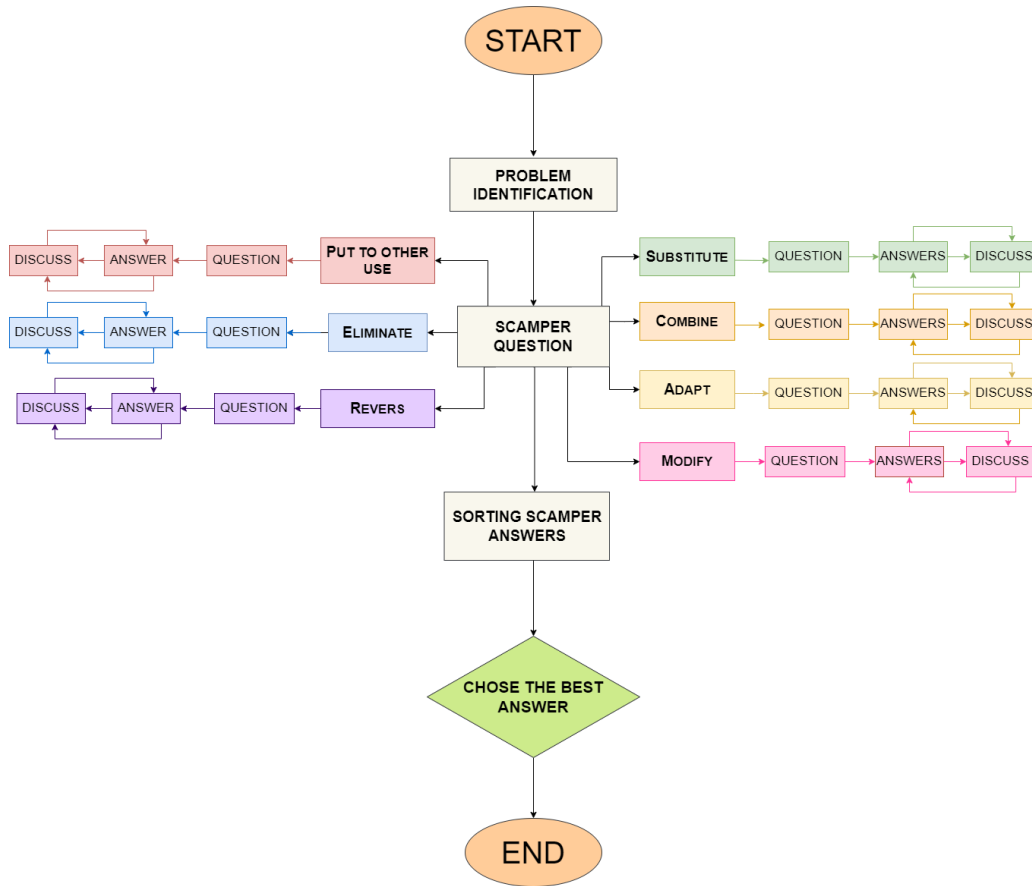 START
PROBLEM
IDENTIFICATION
DISCUSS
ANSWER
QUESTION
PUT TO OTHER
USE
SUBSTITUTE
QUESTION
ANSWERS
DISCUSS
DISCUSS
ANSWER
QUESTION
ELIMINATE
SCAMPER
QUESTION
COMBINE
QUESTION
ANSWERS
DISCUSS
DISCUSS
ANSWER
QUESTION
REVERS
ADAPT
QUESTION
ANSWERS
DISCUSS
MODIFY
QUESTION
ANSWERS
DISCUSS
SORTING SCAMPER
ANSWERS
CHOSE THE BEST
ANSWER
END